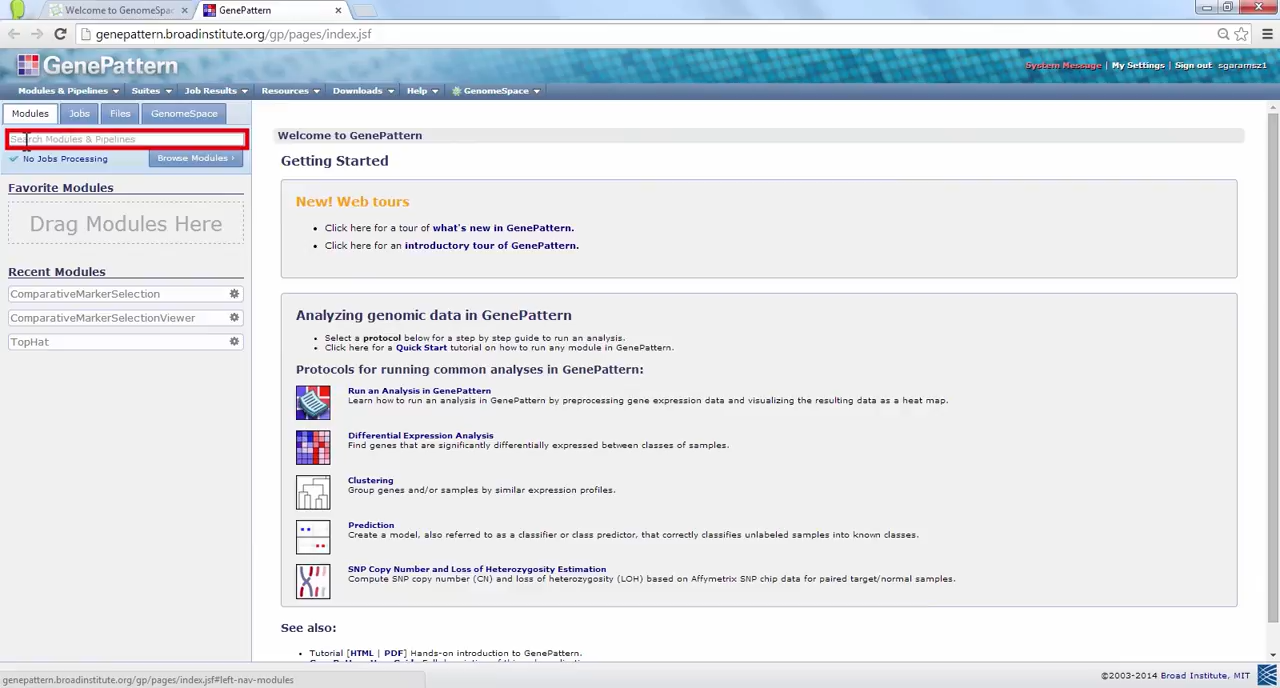 Welcome to GenomeSpac
GenePattern
genepattern.broadinstitute.org/gp/pages/index.jsf
GenePattern
System Message | My Settings | Sign out sgaramsz1
Modules & Pipelines Suites Job Results Resources Downloads Help GenomeSpace
Modules Jobs Files GenomeSpace
Search Modules & Pipelines
No Jobs Processing Browse Modules ›
Favorite Modules
Drag Modules Here
Recent Modules
ComparativeMarkerSelection
ComparativeMarkerSelectionViewer
TopHat
Welcome to GenePattern
Getting Started
New! Web tours
• Click here for a tour of what's new in GenePattern.
• Click here for an introductory tour of GenePattern.
Analyzing genomic data in GenePattern
• Select a protocol below for a step by step guide to run an analysis.
• Click here for a Quick Start tutorial on how to run any module in GenePattern.
Protocols for running common analyses in GenePattern:
Run an Analysis in GenePattern
Learn how to run an analysis in GenePattern by preprocessing gene expression data and visualizing the resulting data as a heat map.
Differential Expression Analysis
Find genes that are significantly differentially expressed between classes of samples.
Clustering
Group genes and/or samples by similar expression profiles.
Prediction
Create a model, also referred to as a classifier or class predictor, that correctly classifies unlabeled samples into known classes.
SNP Copy Number and Loss of Heterozygosity Estimation
Compute SNP copy number (CN) and loss of heterozygosity (LOH) based on Affymetrix SNP chip data for paired target/normal samples.
See also:
• Tutorial [HTML | PDF] Hands-on introduction to GenePattern.
genepattern.broadinstitute.org/gp/pages/index.jsf#left-nav-modules
©2003-2014 Broad Institute, MIT